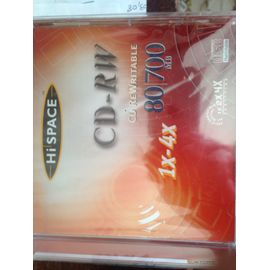 Hi SPACE
CD-RW
CD REWRITABLE
80|700
MB
1x-4x